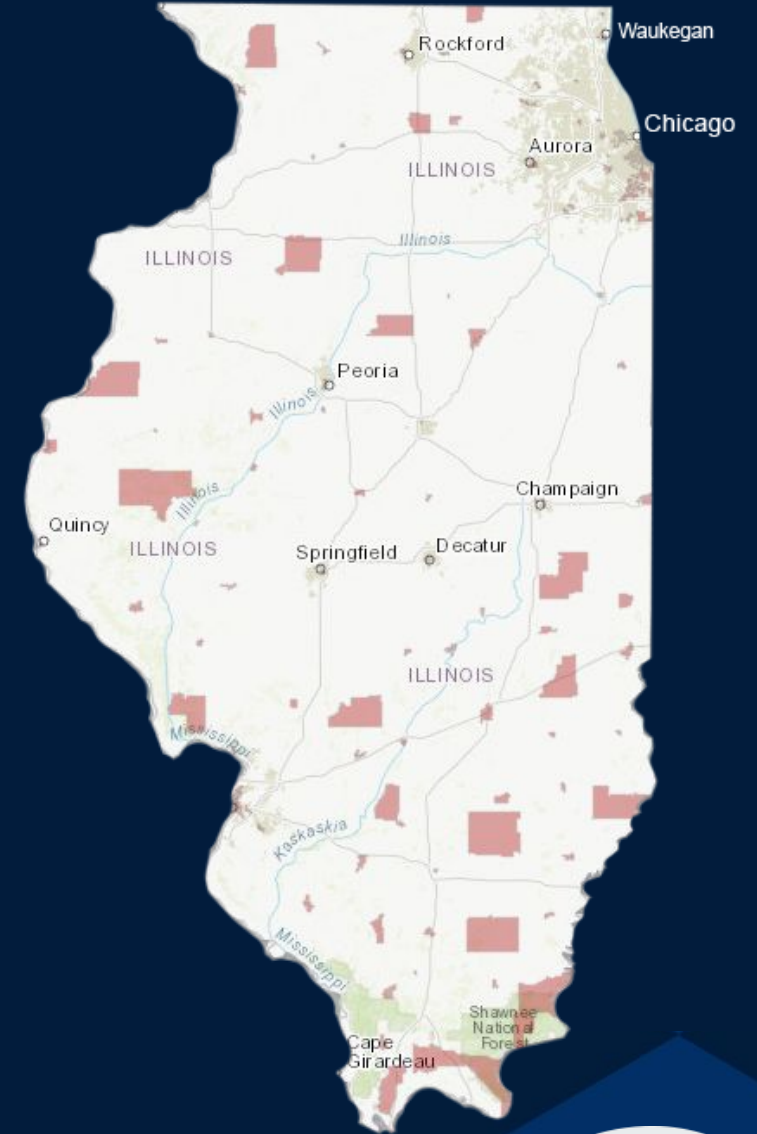 Rockford
Waukegan
Chicago
Aurora
ILLINOIS
Illinois
ILLINOIS
Peoria
Illinois
Champaign
Illinois
Quincy
ILLINOIS
Springfield
Decatur
ILLINOIS
Mississippi
Kaskaskia
Mississippi
Shawnee
National
Forest
Cape
Girardeau